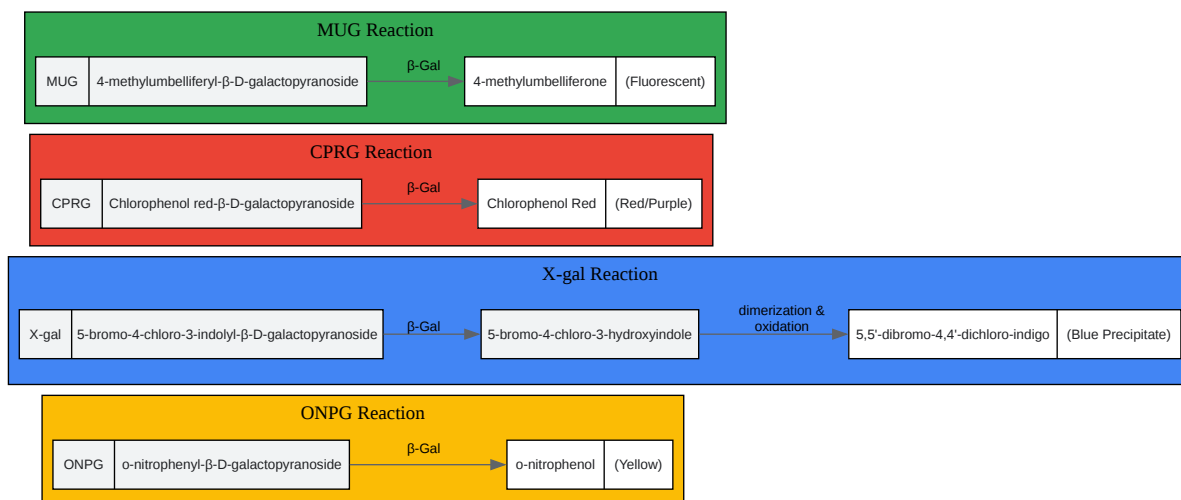 MUG Reaction
β-Gal
MUG 4-methylumbelliferyl-β-D-galactopyranoside 4-methylumbelliferone (Fluorescent)
CPRG Reaction
β-Gal
CPRG Chlorophenol red-β-D-galactopyranoside Chlorophenol Red (Red/Purple)
X-gal Reaction
dimerization &
β-Gal oxidation
X-gal 5-bromo-4-chloro-3-indolyl-β-D-galactopyranoside 5-bromo-4-chloro-3-hydroxyindole 5,5'-dibromo-4,4'-dichloro-indigo (Blue Precipitate)
ONPG Reaction
β-Gal
ONPG o-nitrophenyl-β-D-galactopyranoside o-nitrophenol (Yellow)